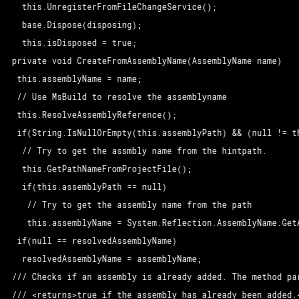 this.UnregisterFromFileChangeService();
base.Dispose(disposing);
this.isDisposed = true;
private void CreateFromAssemblyName(AssemblyName name)
this.assemblyName = name;
// Use MsBuild to resolve the assemblyname
this.ResolveAssemblyReference();
if(String.IsNullOrEmpty(this.assemblyPath) && (null != th
// Try to get the assmbly name from the hintpath.
this.GetPathNameFromProjectFile();
if(this.assemblyPath == null)
// Try to get the assembly name from the path
this.assemblyName = System.Reflection.AssemblyName.GetA
if(null == resolvedAssemblyName)
resolvedAssemblyName = assemblyName;
/// Checks if an assembly is already added. The method par
/// <returns>true if the assembly has already been added.<